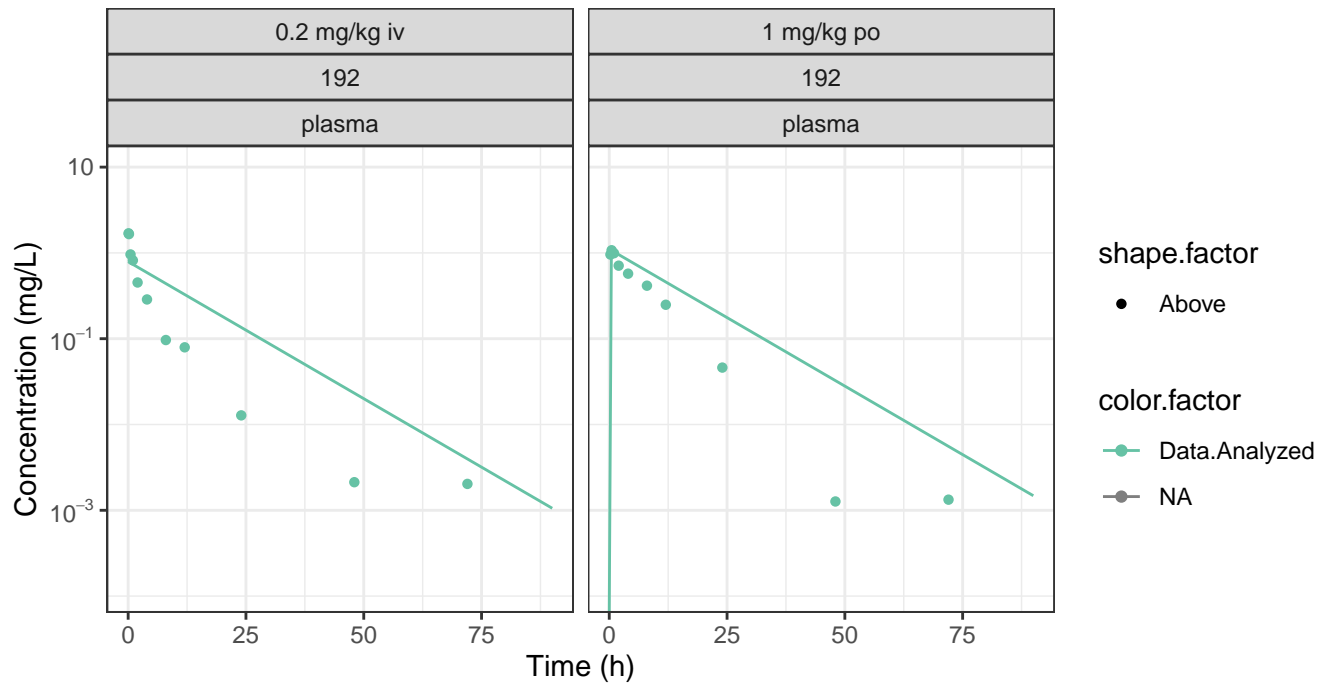 0.2 mg/kg iv
192
plasma
1 mg/kg po
192
plasma
Concentration (mg/L)
10
10⁻¹
10⁻³
0 25 50 75
0 25 50 75
Time (h)
shape.factor
Above
color.factor
Data.Analyzed
NA